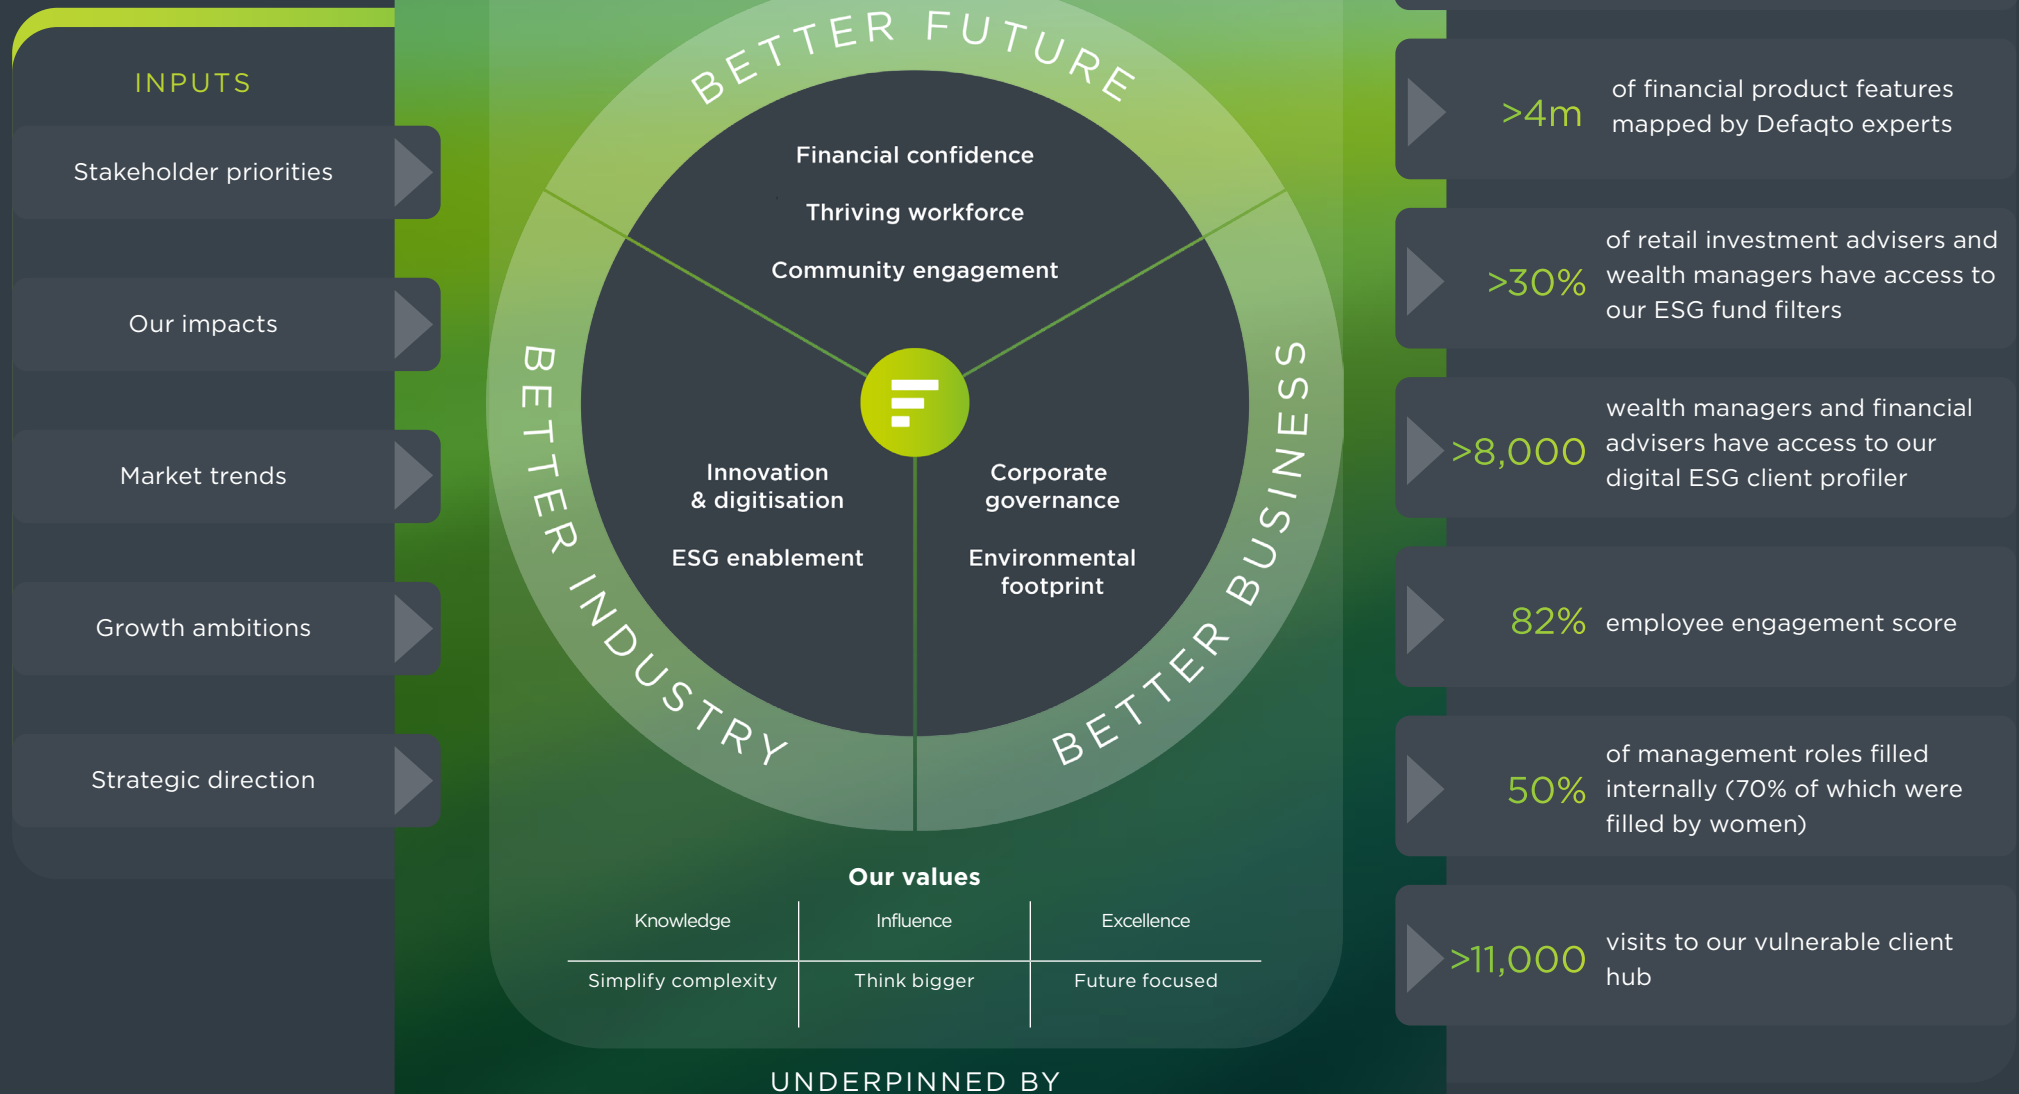 INPUTS
Stakeholder priorities
Our impacts
Market trends
Growth ambitions
Strategic direction
BETTER FUTURE
Financial confidence
Thriving workforce
Community engagement
BETTER INDUSTRY
Innovation
& digitisation
ESG enablement
BETTER BUSINESS
Corporate
governance
Environmental
footprint
Our values
Knowledge
Influence
Excellence
Simplify complexity
Think bigger
Future focused
UNDERPINNED BY
>4m
of financial product features
mapped by Defaqto experts
>30%
of retail investment advisers and
wealth managers have access to
our ESG fund filters
>8,000
wealth managers and financial
advisers have access to our
digital ESG client profiler
82%
employee engagement score
50%
of management roles filled
internally (70% of which were
filled by women)
>11,000
visits to our vulnerable client
hub